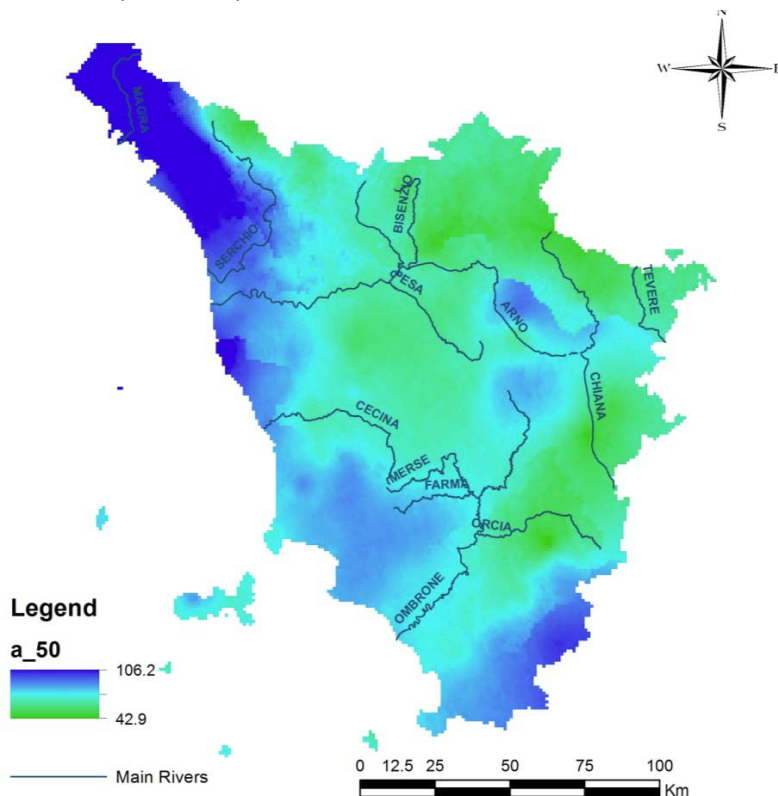 N
W E
S
MAGRA
SERCHIO
BISENZIO
PESA
ARNO
TEVERE
CHIANA
CECINA
MERSE
FARMA
ORCIA
OMBRONE
Legend
a_50
106.2
42.9
Main Rivers
0 12.5 25 50 75 100
Km